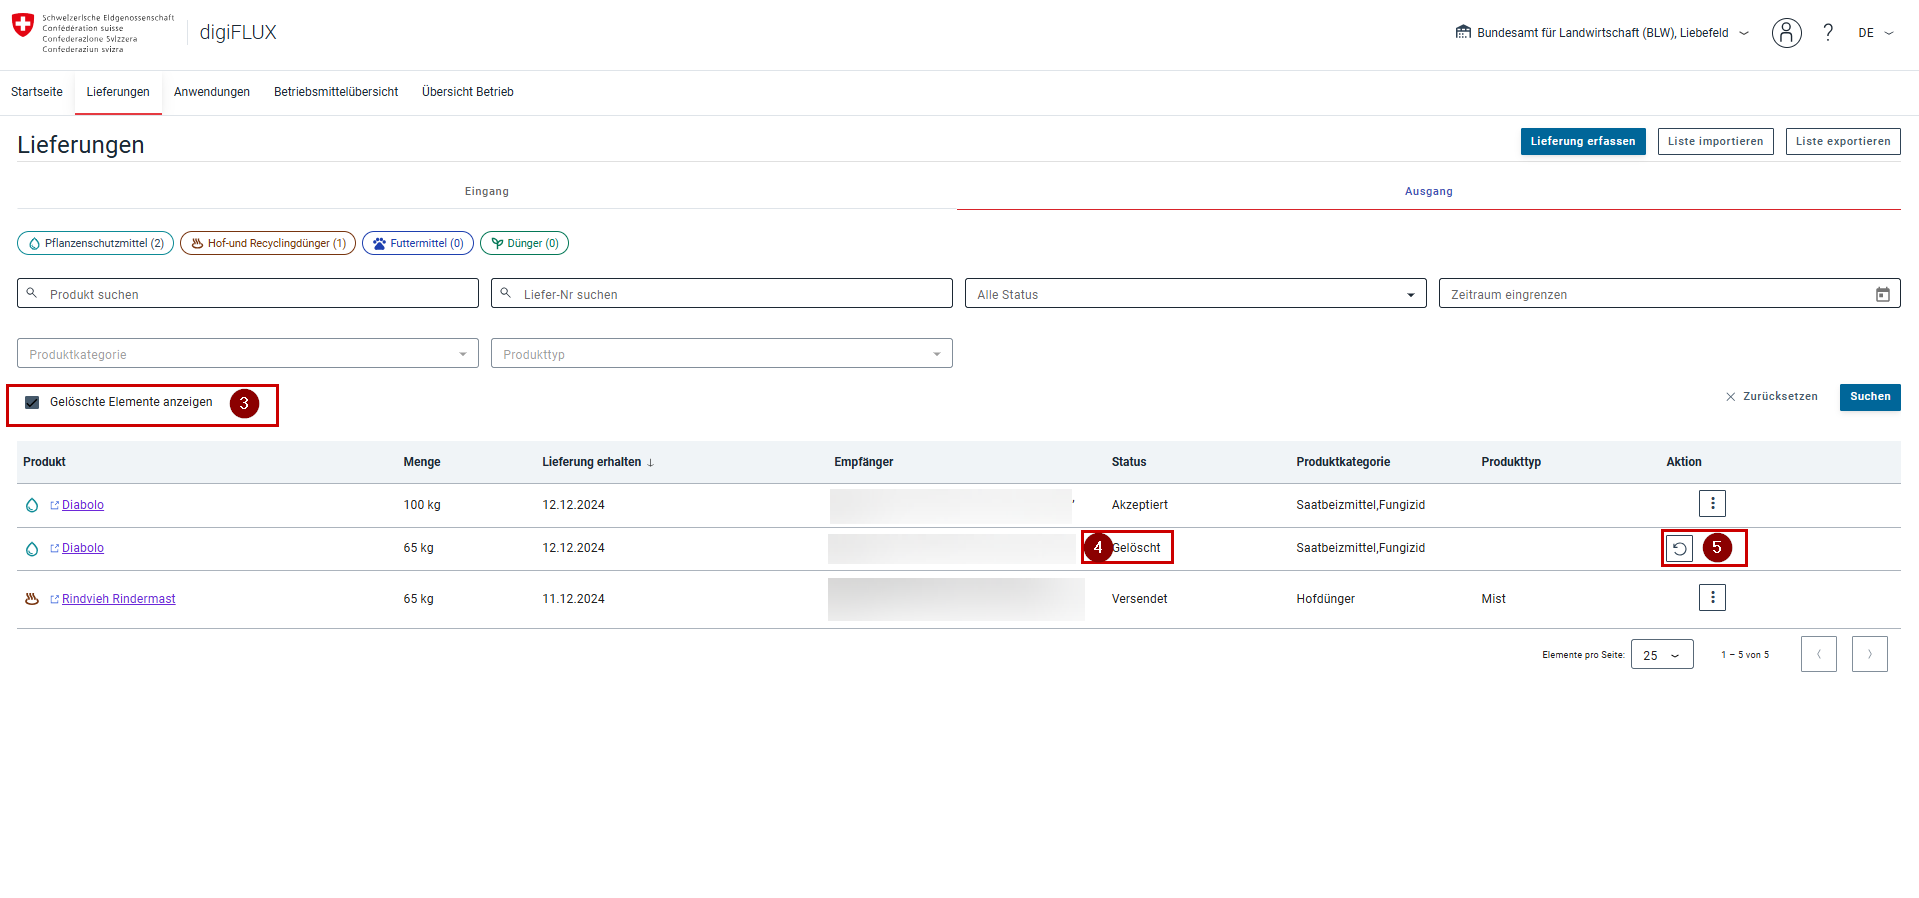 Schweizerische Eidgenossenschaft
Confédération suisse
Confederazione Svizzera
Confederaziun svizra
digiFLUX
Bundesamt für Landwirtschaft (BLW), Liebefeld
DE
Startseite
Lieferungen
Anwendungen
Betriebsmittelübersicht
Übersicht Betrieb
Lieferungen
Lieferung erfassen
Liste importieren
Liste exportieren
Eingang
Ausgang
Pflanzenschutzmittel (2)
Hof-und Recyclingdünger (1)
Futtermittel (0)
Dünger (0)
Produkt suchen
Liefer-Nr suchen
Alle Status
Zeitraum eingrenzen
Produktkategorie
Produkttyp
Gelöschte Elemente anzeigen
3
Zurücksetzen
Suchen
Produkt Menge Lieferung erhalten ↓ Empfänger Status Produktkategorie Produkttyp Aktion
Diabolo 100 kg 12.12.2024 Akzeptiert Saatbeizmittel,Fungizid
Diabolo 65 kg 12.12.2024 4 Gelöscht Saatbeizmittel,Fungizid 5
Rindvieh Rindermast 65 kg 11.12.2024 Versendet Hofdünger Mist
Elemente pro Seite: 25 1 – 5 von 5